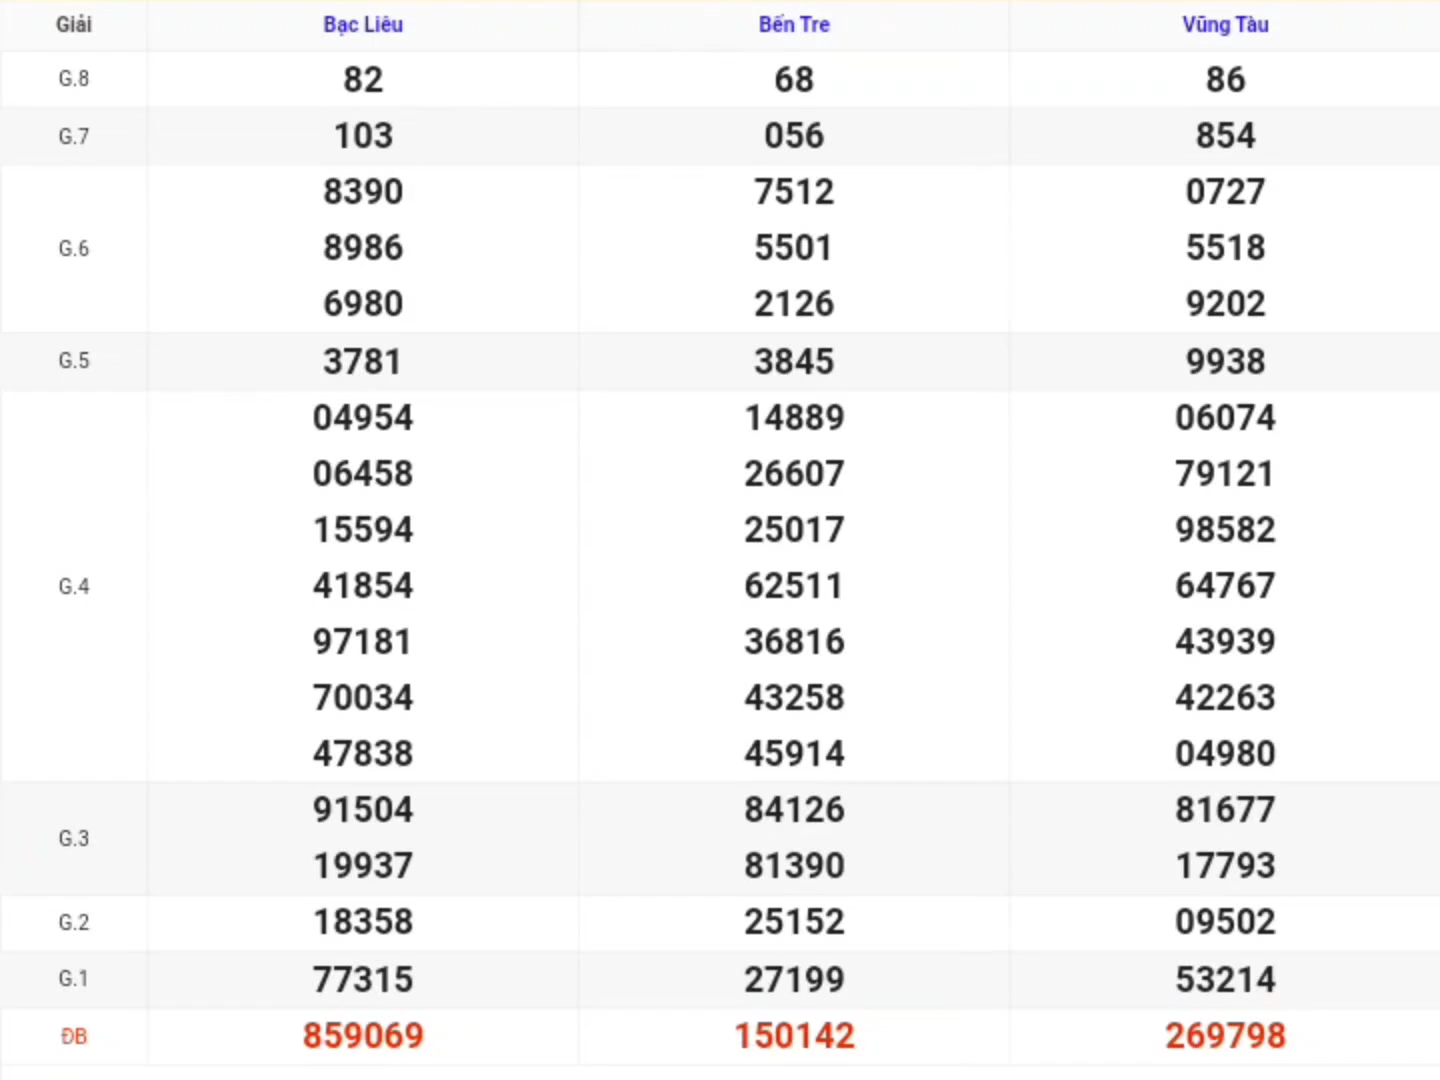 Giải Bạc Liêu Bến Tre Vũng Tàu
G.8 82 68 86
G.7 103 056 854
8390 7512 0727
G.6 8986 5501 5518
6980 2126 9202
G.5 3781 3845 9938
04954 14889 06074
06458 26607 79121
15594 25017 98582
G.4 41854 62511 64767
97181 36816 43939
70034 43258 42263
47838 45914 04980
G.3 91504 84126 81677
19937 81390 17793
G.2 18358 25152 09502
G.1 77315 27199 53214
ĐB 859069 150142 269798